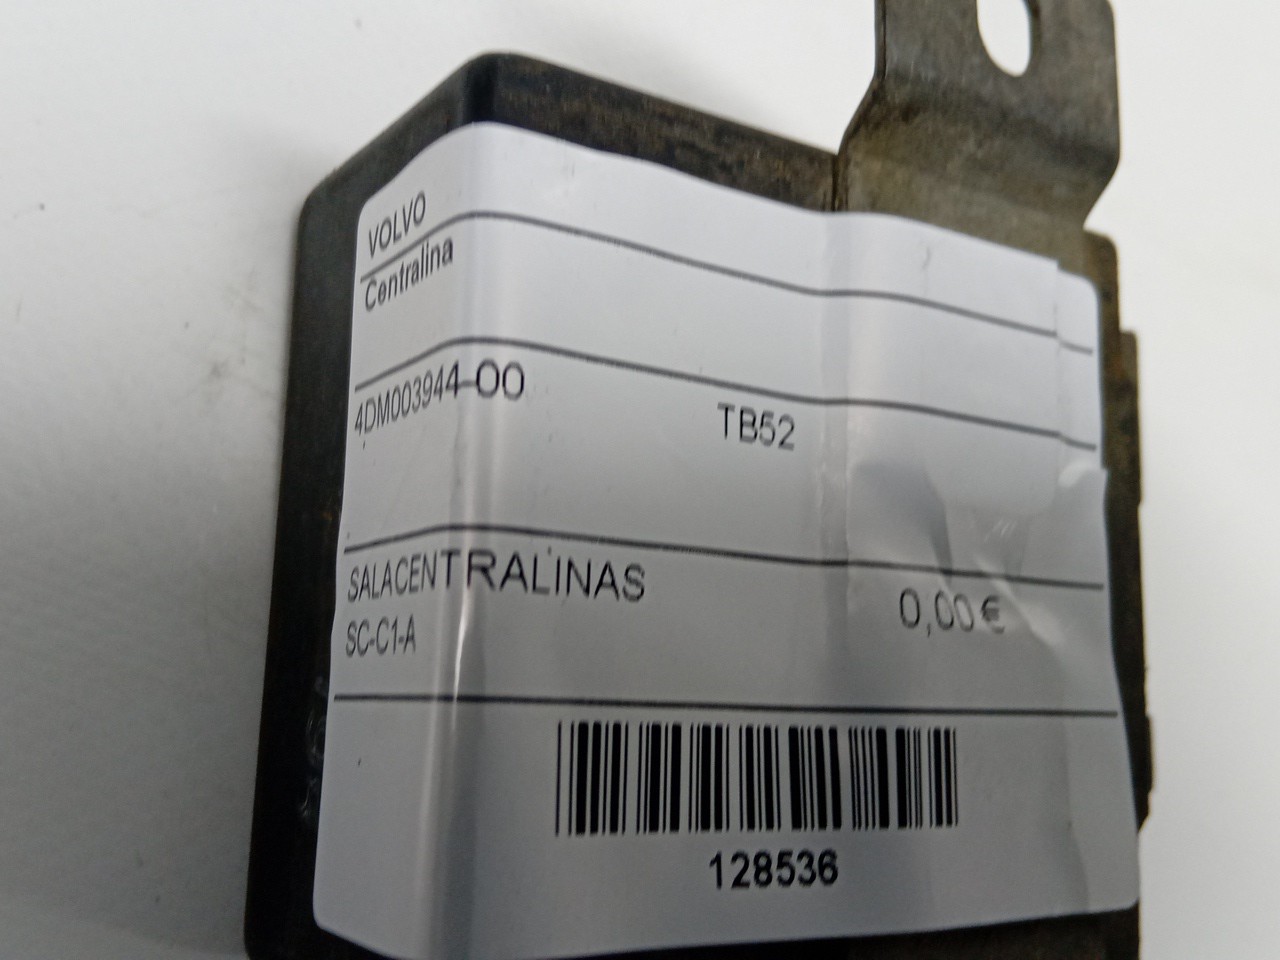 VOLVO
Centralina
4DM003944-00
TB52
SALACENTRALINAS
SC-C1-A
0,00€
128536